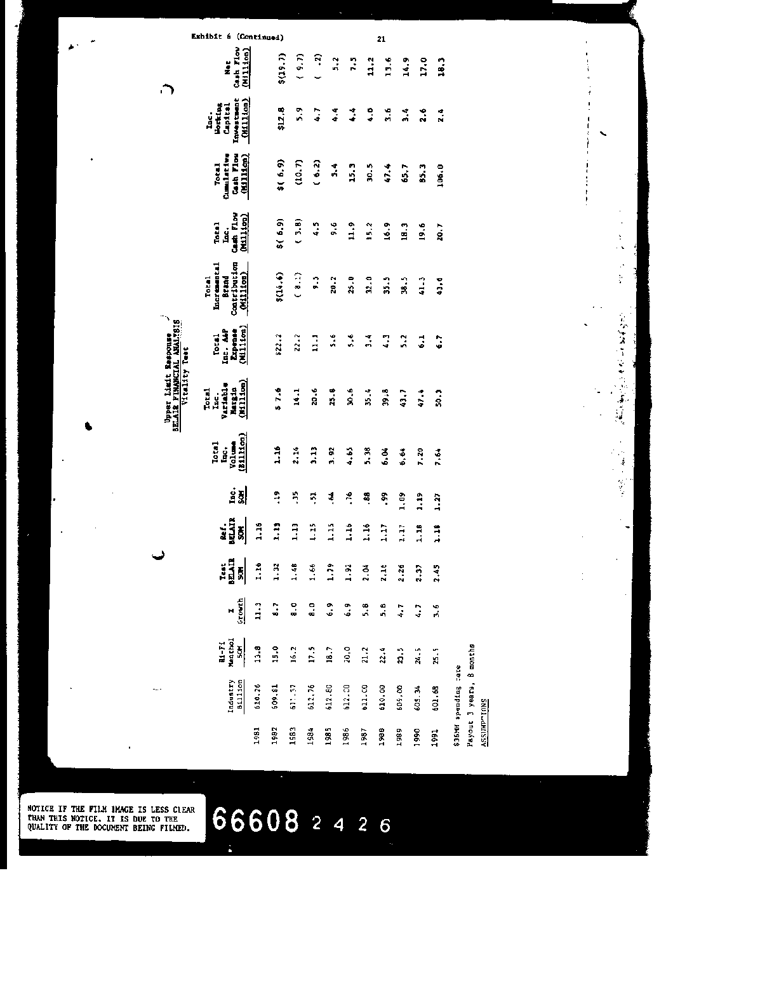 Exhibit 6 (Continued)
21
Upper Limit Response
BELAIR FINANCIAL ANALYSIS
Vitality Test
Industry Billion | Hi-Fi Menthol SOM | % Growth | Test BELAIR SOM | Ref. BELAIR SOM | Inc. SOM | Total Inc. Volume (Billion) | Total Inc. Variable Margin (Million) | Total Inc. A&P Expense (Million) | Total Incremental Brand Contribution (Million) | Total Inc. Cash Flow (Million) | Total Cumulative Cash Flow (Million) | Inc. Working Capital Investment (Million) | Net Cash Flow (Million)
1981 610.26 13.8 11.3 1.16 1.16
1982 609.81 15.0 8.7 1.32 1.13 .19 1.16 $ 7.6 $22.2 $(14.6) $( 6.9) $( 6.9) $12.8 $(19.7)
1983 611.57 16.2 8.0 1.48 1.13 .35 2.14 14.1 22.2 ( 8.1) ( 3.8) (10.7) 5.9 ( 9.7)
1984 612.76 17.5 8.0 1.66 1.15 .51 3.13 20.6 11.3 9.3 4.5 ( 6.2) 4.7 ( .2)
1985 612.80 18.7 6.9 1.79 1.15 .64 3.92 25.8 5.6 20.2 9.6 3.4 4.4 5.2
1986 612.00 20.0 6.9 1.92 1.16 .76 4.65 30.6 5.6 25.0 11.9 15.3 4.4 7.5
1987 611.00 21.2 5.8 2.04 1.16 .88 5.38 35.4 3.4 32.0 15.2 30.5 4.0 11.2
1988 610.00 22.4 5.8 2.16 1.17 .99 6.04 39.8 4.3 35.5 16.9 47.4 3.6 13.6
1989 23.5 4.7 2.26 1.17 1.09 6.64 43.7 5.2 38.5 18.3 65.7 3.4 14.9
1990 605.34 24.5 4.7 2.37 1.18 1.19 7.20 47.4 6.1 41.3 19.6 85.3 2.6 17.0
1991 601.68 25.5 3.6 2.45 1.18 1.27 7.64 50.3 6.7 43.6 20.7 106.0 2.4 18.3
$36MM spending rate
Payout 3 years, 8 months
ASSUMPTIONS
NOTICE IF THE FILM IMAGE IS LESS CLEAR
THAN THIS NOTICE, IT IS DUE TO THE
QUALITY OF THE DOCUMENT BEING FILMED.
66608 2426